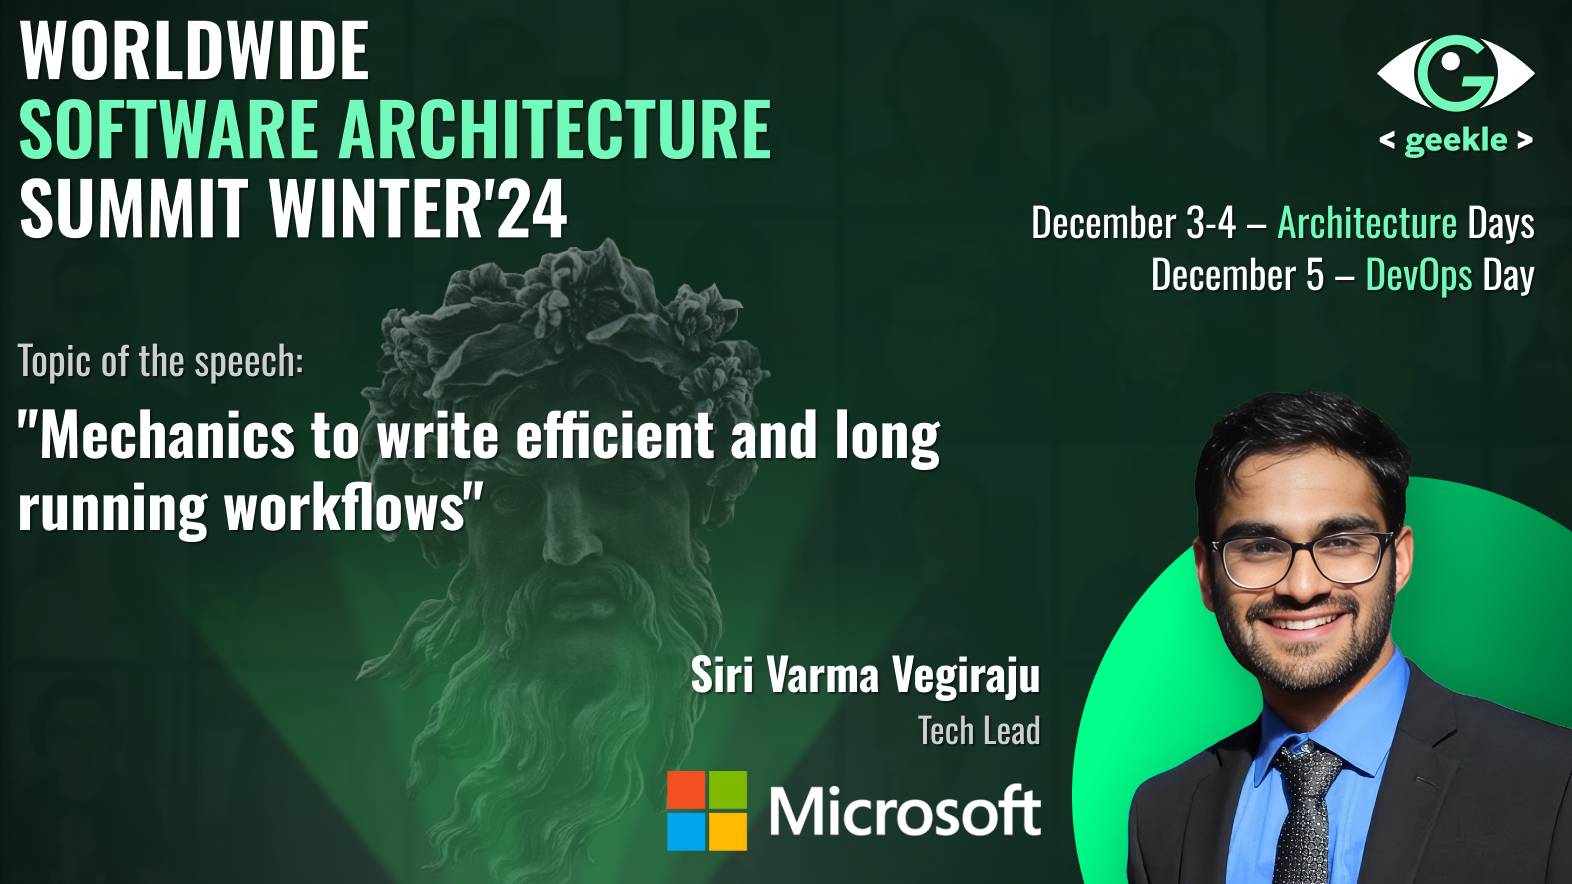 WORLDWIDE
SOFTWARE ARCHITECTURE
SUMMIT WINTER'24
< geekle >
December 3-4 – Architecture Days
December 5 – DevOps Day
Topic of the speech:
"Mechanics to write efficient and long
running workflows"
Siri Varma Vegiraju
Tech Lead
Microsoft